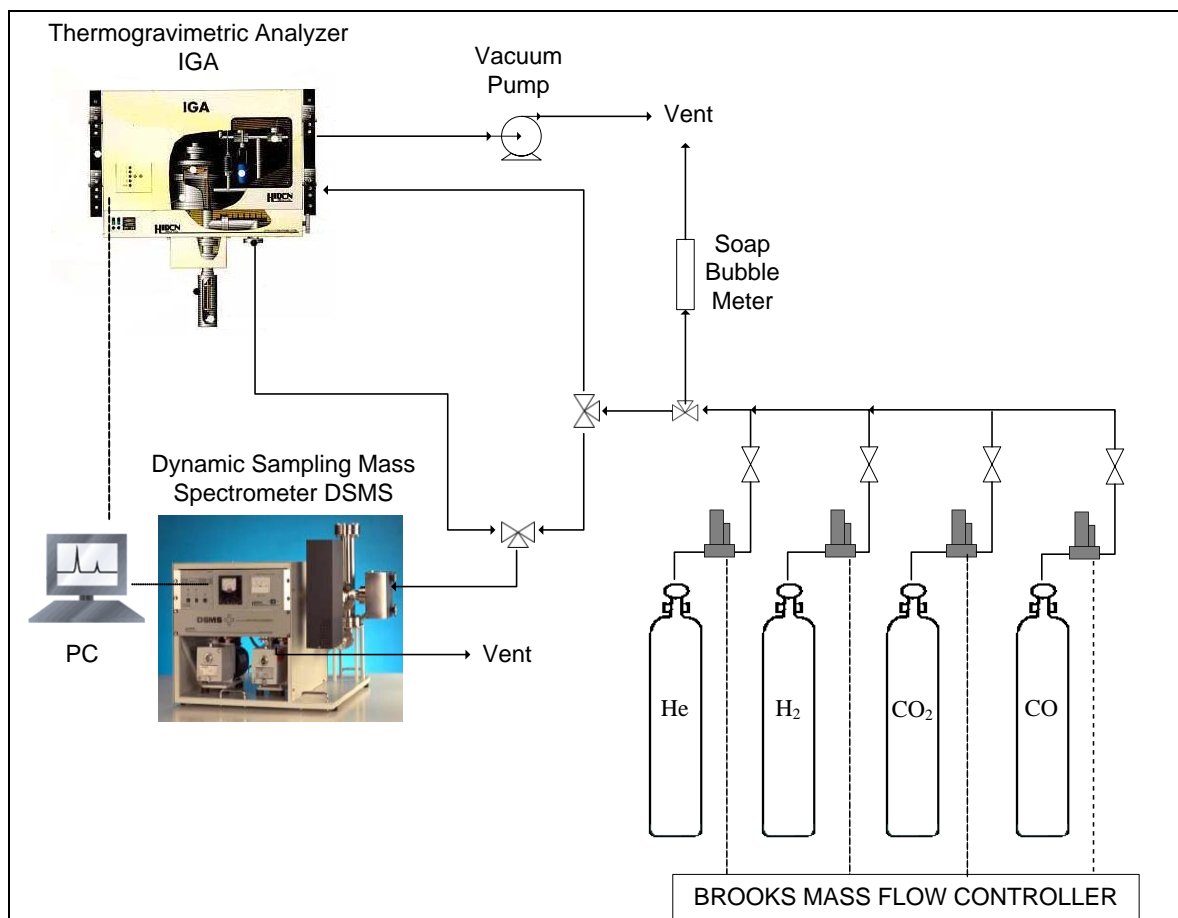 Thermogravimetric Analyzer
IGA
Vacuum
Pump
Vent
IGA
Soap
Bubble
Meter
Dynamic Sampling Mass
Spectrometer DSMS
DSMS
PC
Vent
He
H₂
CO₂
CO
BROOKS MASS FLOW CONTROLLER